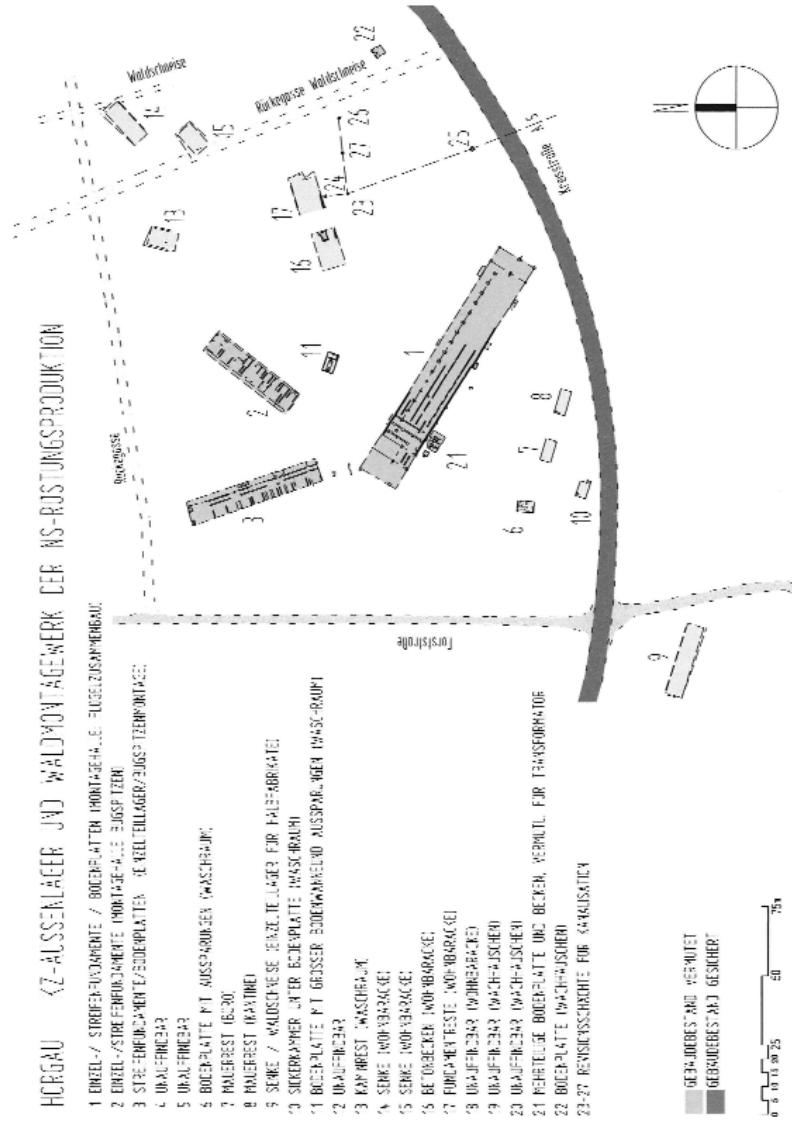 HORGAU KZ-AUSSENLAGER UND WALDMONTAGEWERK DER NS-RÜSTUNGSPRODUKTION
1 EINZEL-/ STREIFENFUNDAMENTE / BODENPLATTEN (MONTAGEHALLE FLÜGELZUSAMMENBAU)
2 EINZEL-/STREIFENFUNDAMENTE (MONTAGEHALLE BUGSPITZEN)
3 STREIFENFUNDAMENTE/BODENPLATTEN (EINZELTEILLAGER/BUGSPITZENMONTAGE)
4 UNAUFFINDBAR
5 UNAUFFINDBAR
6 BODENPLATTE MIT AUSSPARUNGEN (WASCHRAUM)
7 MAUERREST (BÜRO)
8 MAUERREST (KANTINE)
9 SENKE / WALDSCHNEISE (EINZELTEILLAGER FÜR HALBFABRIKATE)
10 SICKERKAMMER UNTER BODENPLATTE (WASCHRAUM)
11 BODENPLATTE MIT GROSSER BODENWANNE UND AUSSPARUNGEN (WASCHRAUM)
12 UNAUFFINDBAR
13 KAMINREST (WASCHRAUM)
14 SENKE (WOHNBARACKE)
15 SENKE (WOHNBARACKE)
16 BETONBECKEN (WOHNBARACKE)
17 FUNDAMENTRESTE (WOHNBARACKE)
18 UNAUFFINDBAR (WOHNBARACKE)
19 UNAUFFINDBAR (WACHHÄUSCHEN)
20 UNAUFFINDBAR (WACHHÄUSCHEN)
21 MEHRTEILIGE BODENPLATTE UND BECKEN, VERMUTL. FÜR TRANSFORMATOR
22 BODENPLATTE (WACHHÄUSCHEN)
23-27 REVISIONSSCHÄCHTE FÜR KANALISATION
GEBÄUDEBESTAND VERMUTET
GEBÄUDEBESTAND GESICHERT
0 5 10 15 20 25 50 75m
Rückegasse
Waldschneise
Rückegasse Waldschneise
Forststraße
Kreisstraße A15
N
1
2
3
6
7
8
9
10
11
13
14
15
16
17
21
22
23
24
25
26
27